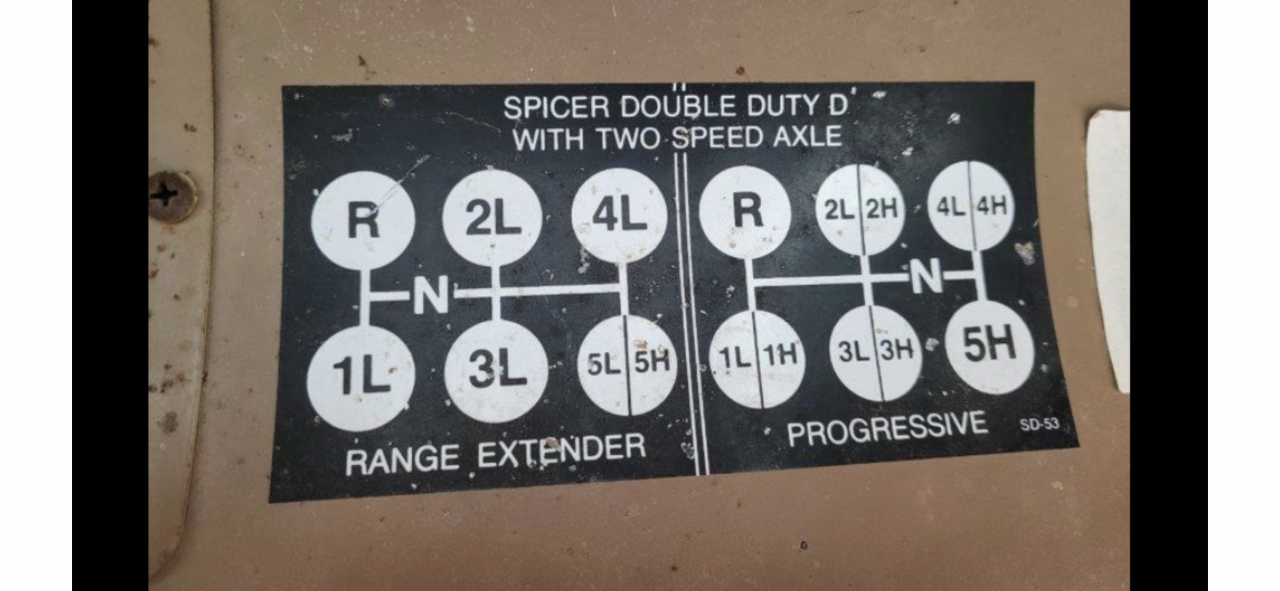 SPICER DOUBLE DUTY D
WITH TWO SPEED AXLE
R 2L 4L
N
1L 3L 5L 5H
RANGE EXTENDER
R 2L 2H 4L 4H
N
1L 1H 3L 3H 5H
PROGRESSIVE
SD-53